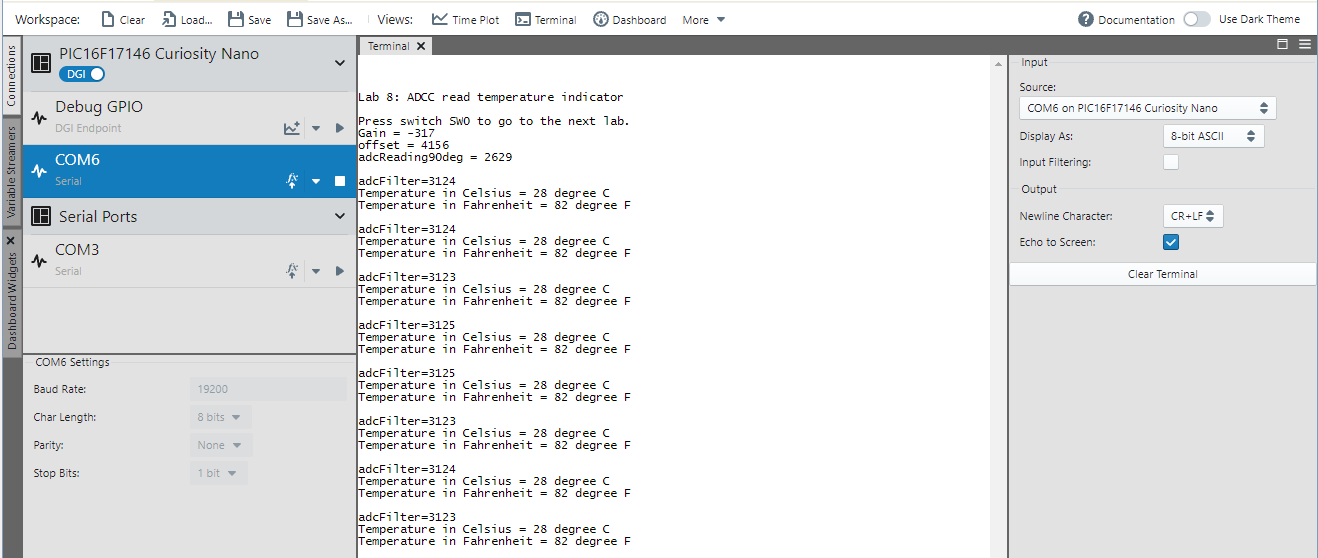 Workspace: Clear Load... Save Save As... Views: Time Plot Terminal Dashboard More Documentation Use Dark Theme
Connections
Variable Streamers
Dashboard Widgets
PIC16F17146 Curiosity Nano
DGI
Debug GPIO
DGI Endpoint
COM6
Serial
Serial Ports
COM3
Serial
COM6 Settings
Baud Rate: 19200
Char Length: 8 bits
Parity: None
Stop Bits: 1 bit
Terminal
Lab 8: ADCC read temperature indicator
Press switch SW0 to go to the next lab.
Gain = -317
offset = 4156
adcReading90deg = 2629
adcFilter=3124
Temperature in Celsius = 28 degree C
Temperature in Fahrenheit = 82 degree F
adcFilter=3124
Temperature in Celsius = 28 degree C
Temperature in Fahrenheit = 82 degree F
adcFilter=3123
Temperature in Celsius = 28 degree C
Temperature in Fahrenheit = 82 degree F
adcFilter=3125
Temperature in Celsius = 28 degree C
Temperature in Fahrenheit = 82 degree F
adcFilter=3125
Temperature in Celsius = 28 degree C
Temperature in Fahrenheit = 82 degree F
adcFilter=3123
Temperature in Celsius = 28 degree C
Temperature in Fahrenheit = 82 degree F
adcFilter=3124
Temperature in Celsius = 28 degree C
Temperature in Fahrenheit = 82 degree F
adcFilter=3123
Temperature in Celsius = 28 degree C
Temperature in Fahrenheit = 82 degree F
Input
Source:
COM6 on PIC16F17146 Curiosity Nano
Display As: 8-bit ASCII
Input Filtering:
Output
Newline Character: CR+LF
Echo to Screen:
Clear Terminal